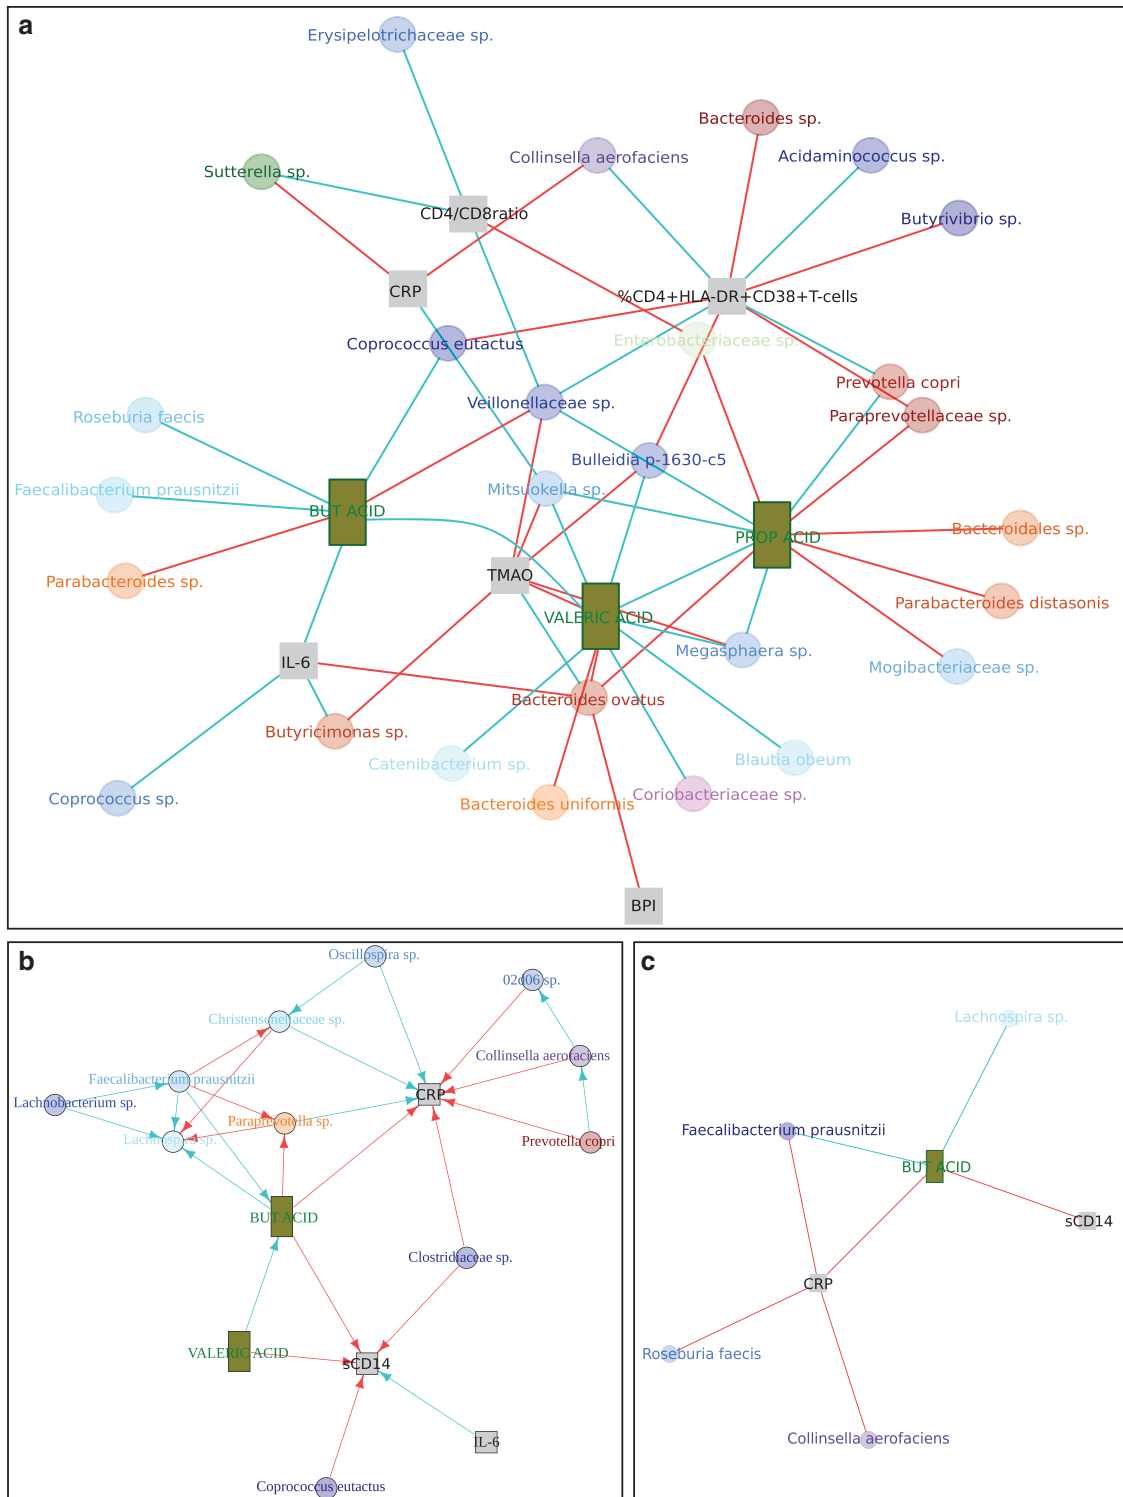 a
Erysipelotrichaceae sp.
Bacteroides sp.
Collinsella aerofaciens
Acidaminococcus sp.
Sutterella sp.
CD4/CD8ratio
Butyrivibrio sp.
CRP
%CD4+HLA-DR+CD38+T-cells
Coprococcus eutactus
Enterobacteriaceae sp.
Prevotella copri
Roseburia faecis
Veillonellaceae sp.
Paraprevotellaceae sp.
Bulleidia p-1630-c5
Faecalibacterium prausnitzii
Mitsuokella sp.
BUT ACID
Bacteroidales sp.
PROP ACID
Parabacteroides sp.
TMAO
Parabacteroides distasonis
VALERIC ACID
Megasphaera sp.
IL-6
Mogibacteriaceae sp.
Bacteroides ovatus
Butyricimonas sp.
Catenibacterium sp.
Blautia obeum
Coprococcus sp.
Bacteroides uniformis
Coriobacteriaceae sp.
BPI
b
Oscillospira sp.
02d06 sp.
Christensenellaceae sp.
Collinsella aerofaciens
Faecalibacterium prausnitzii
CRP
Lachnobacterium sp.
Paraprevotella sp.
Lachnospira sp.
Prevotella copri
BUT ACID
Clostridiaceae sp.
VALERIC ACID
sCD14
IL-6
Coprococcus eutactus
c
Lachnospira sp.
Faecalibacterium prausnitzii
BUT ACID
sCD14
CRP
Roseburia faecis
Collinsella aerofaciens